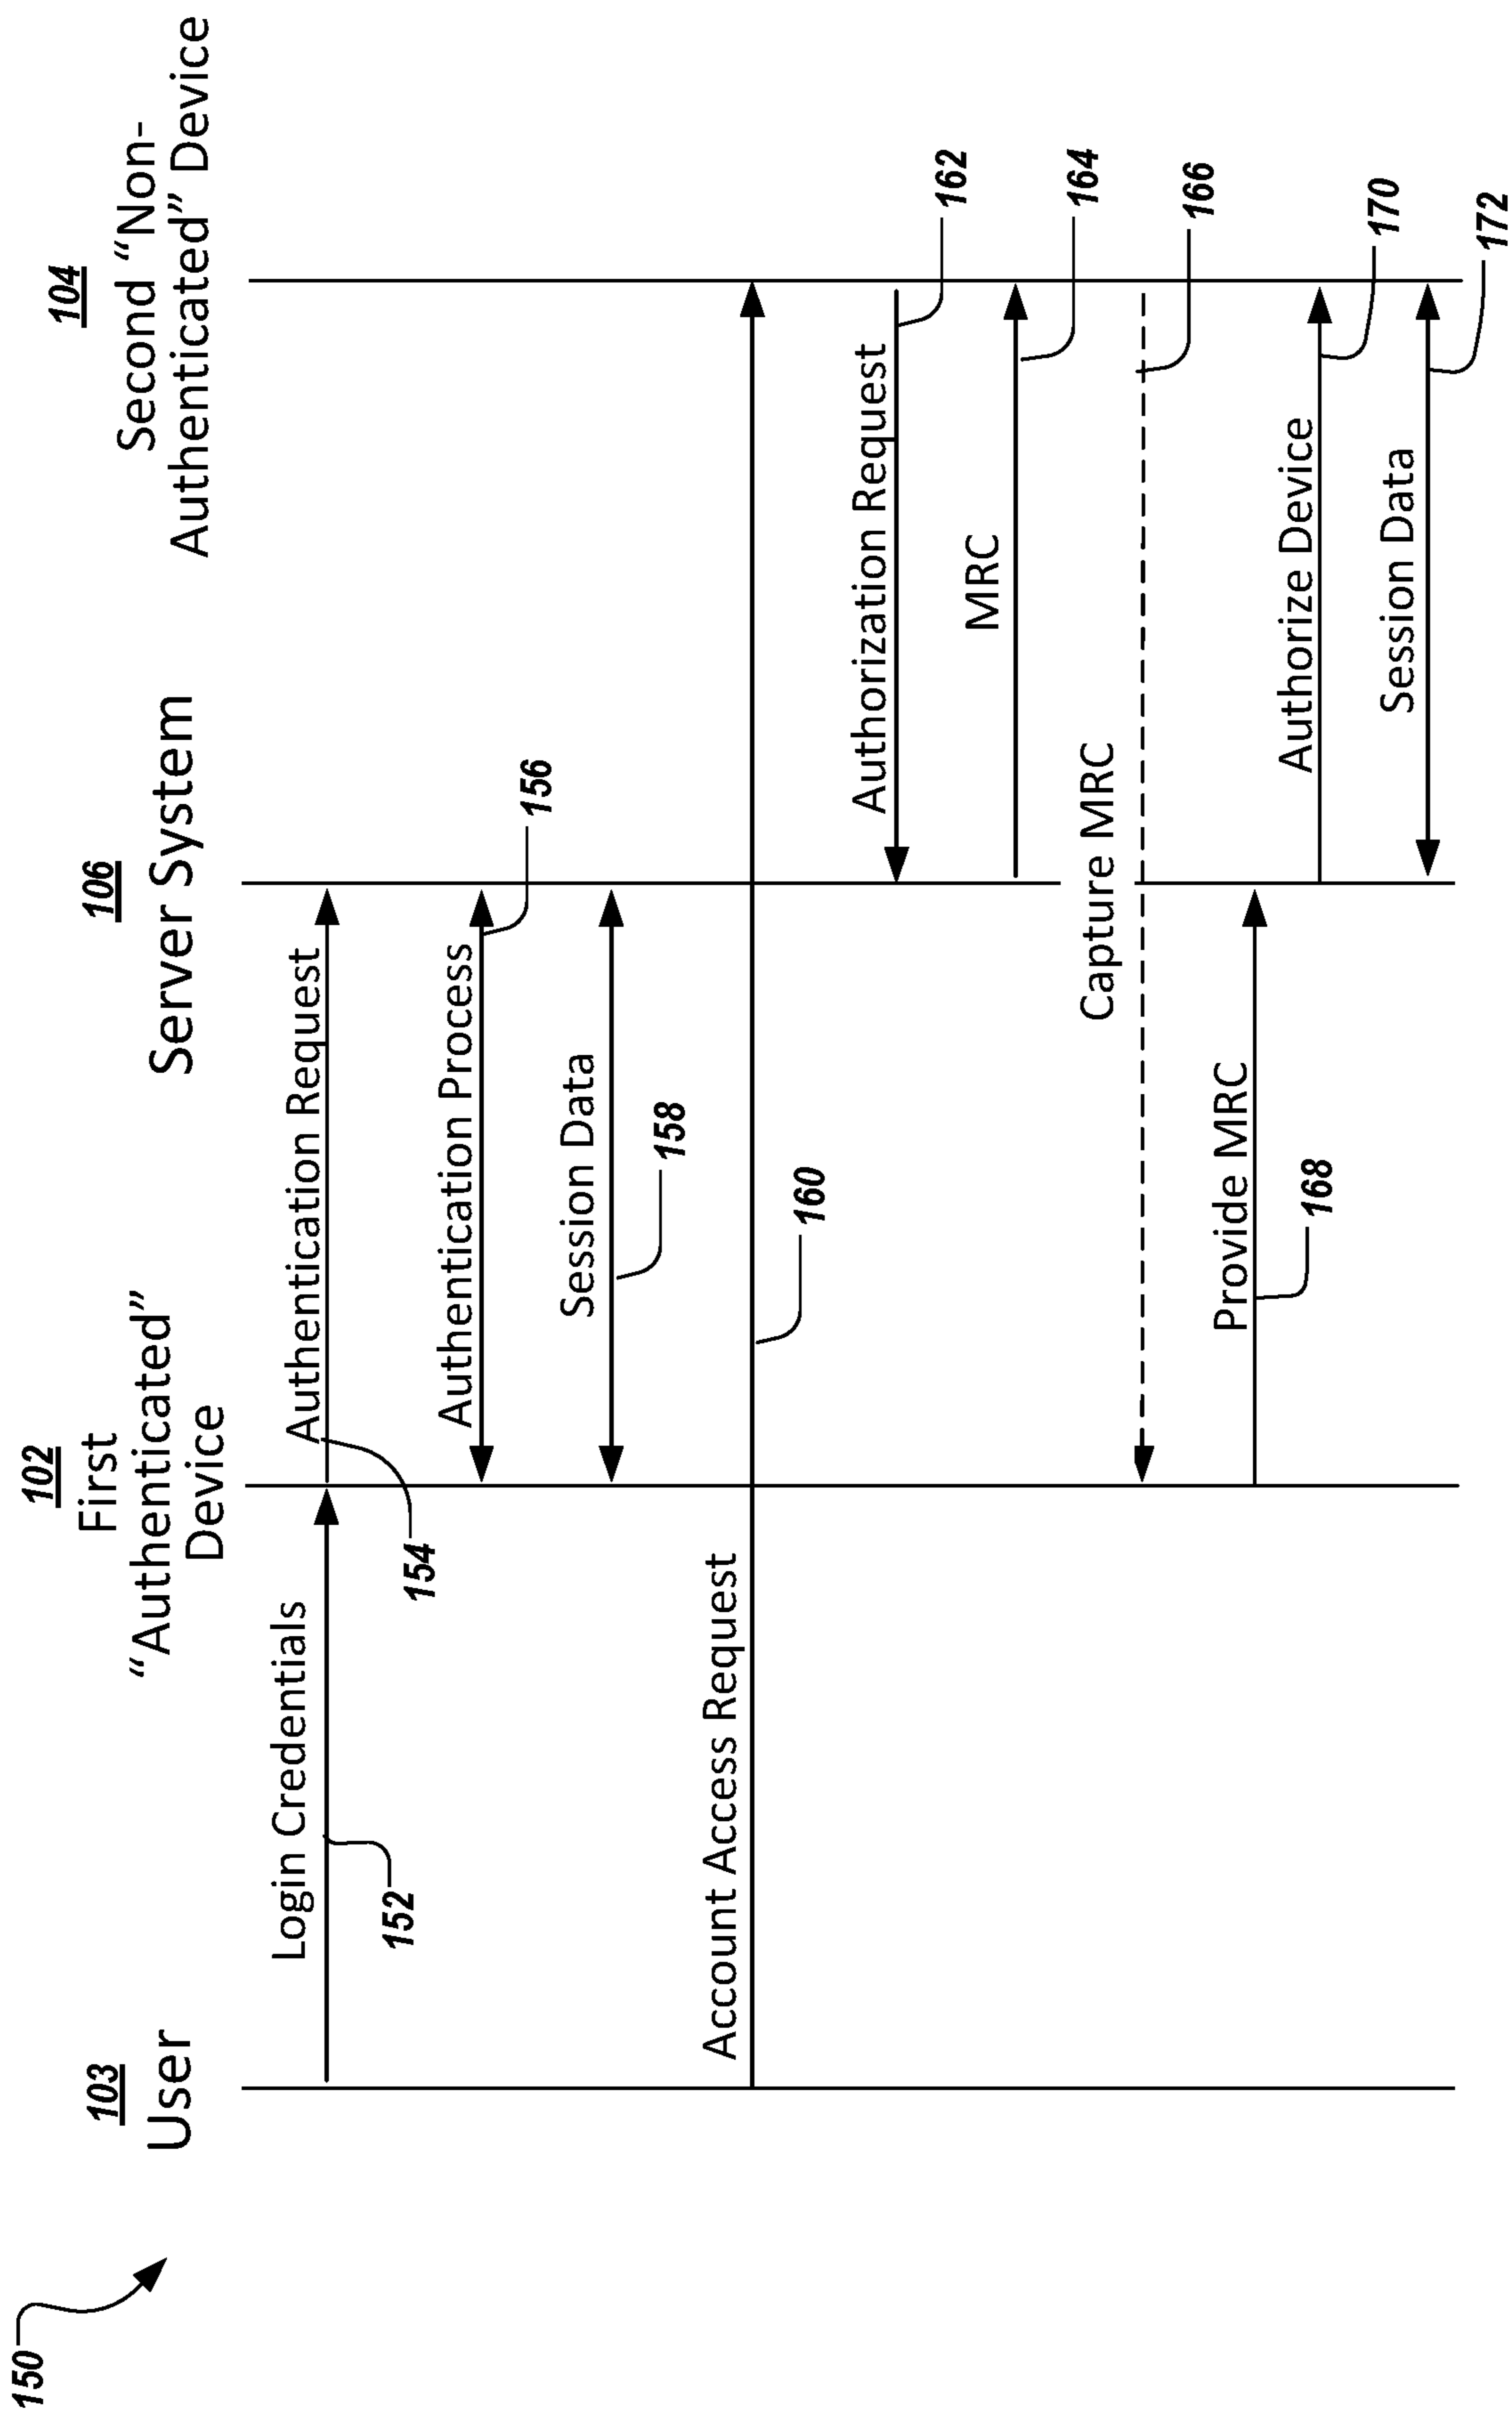 150
103
User
102
First
“Authenticated”
Device
106
Server System
104
Second “Non-
Authenticated” Device
Login Credentials
152
Authentication Request
154
Authentication Process
156
Session Data
158
Account Access Request
160
Authorization Request
162
MRC
164
Capture MRC
166
Provide MRC
168
Authorize Device
170
Session Data
172